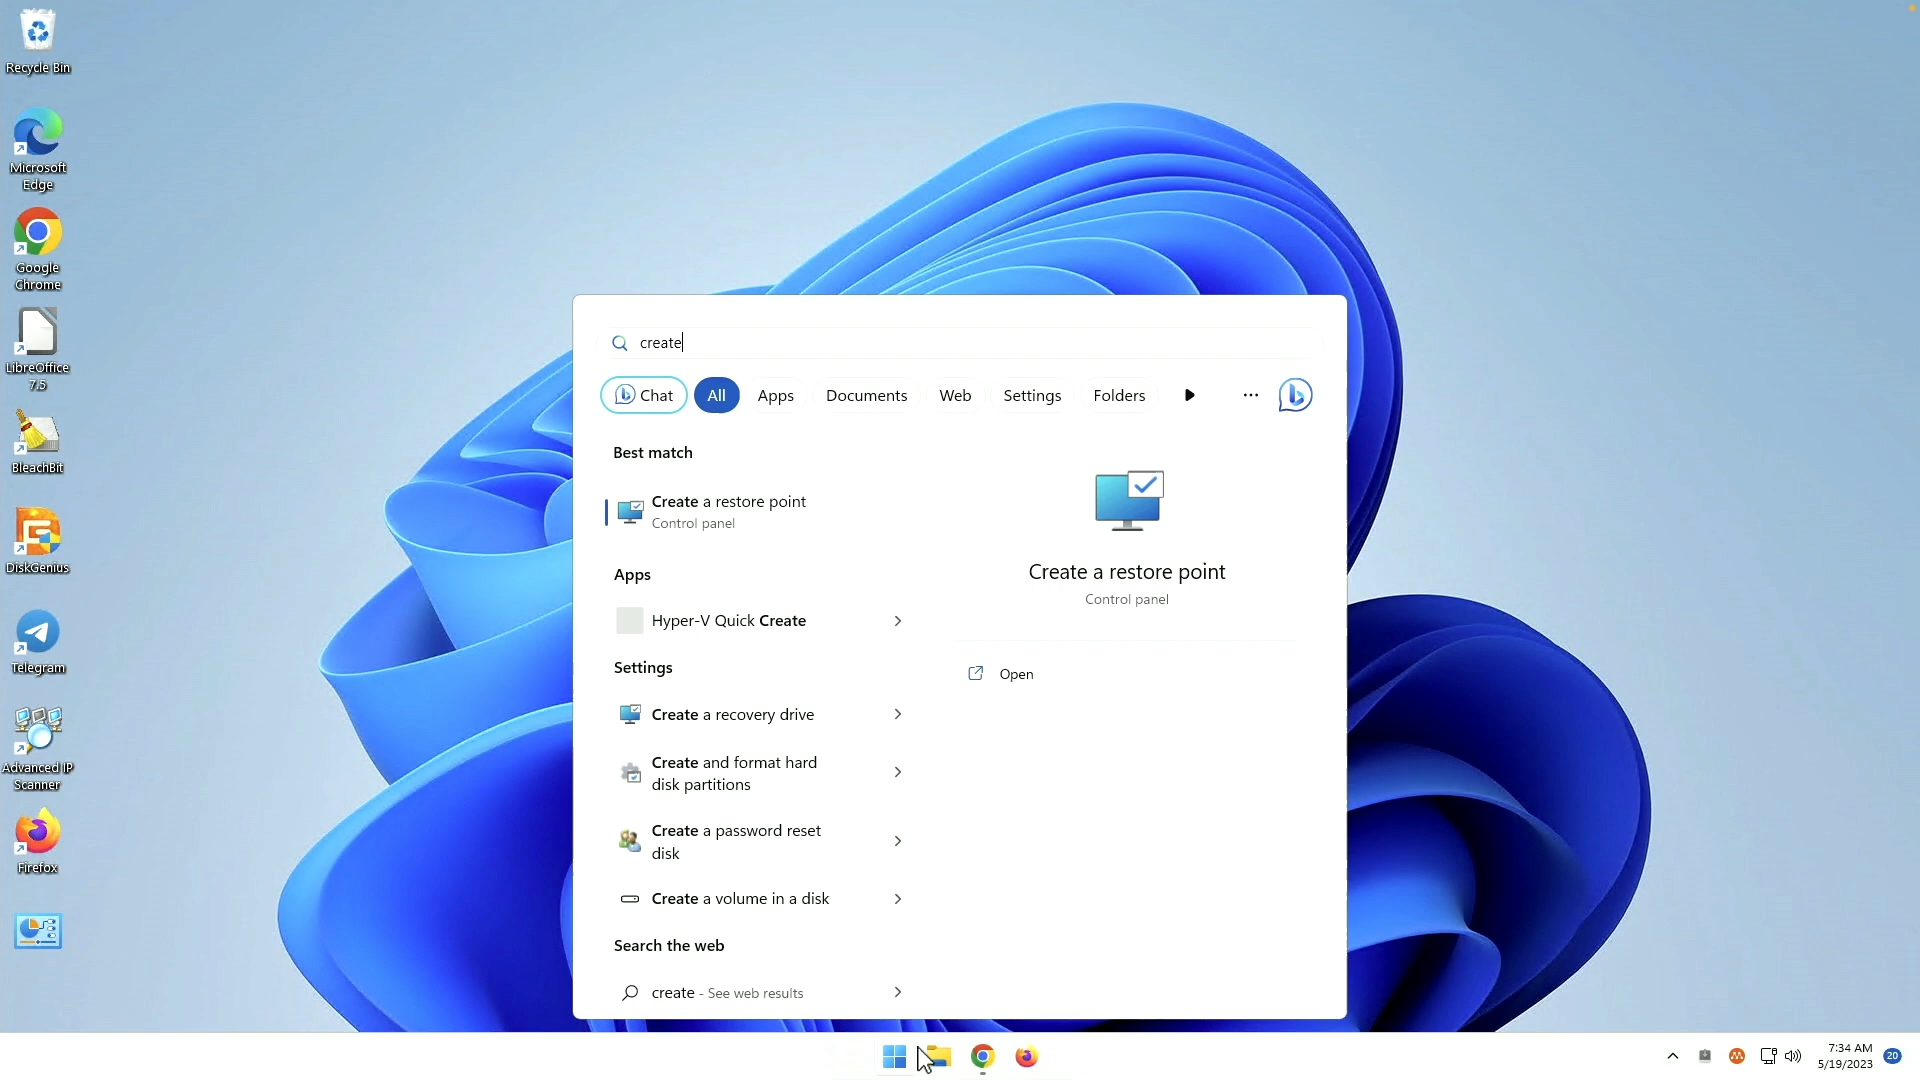 Recycle Bin
Microsoft
Edge
Google
Chrome
LibreOffice
7.5
BleachBit
DiskGenius
Telegram
Advanced IP
Scanner
Firefox
create
Chat
All
Apps
Documents
Web
Settings
Folders
Best match
Create a restore point
Control panel
Apps
Hyper-V Quick Create
Settings
Create a recovery drive
Create and format hard
disk partitions
Create a password reset
disk
Create a volume in a disk
Search the web
create - See web results
Create a restore point
Control panel
Open
7:34 AM
5/19/2023
20